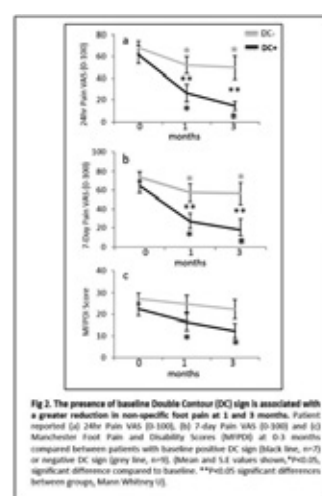 a
DC-
DC+
24hr Pain VAS (0-100)
80
60
40
20
0
**
**
0 1 3
months
b
7-Day Pain VAS (0-100)
100
80
60
40
20
0
**
**
0 1 3
months
c
MFPDI Score
40
30
20
10
0
0 1 3
months
Fig 2. The presence of baseline Double Contour (DC) sign is associated with
a greater reduction in non-specific foot pain at 1 and 3 months. Patient
reported (a) 24hr Pain VAS (0-100), (b) 7-day Pain VAS (0-100) and (c)
Manchester Foot Pain and Disability Scores (MFPDI) at 0-3 months
compared between patients with baseline positive DC sign (black line, n=7)
or negative DC sign (grey line, n=9). (Mean and S.E values shown,*P<0.05,
significant difference compared to baseline. **P<0.05 significant differences
between groups, Mann Whitney U).